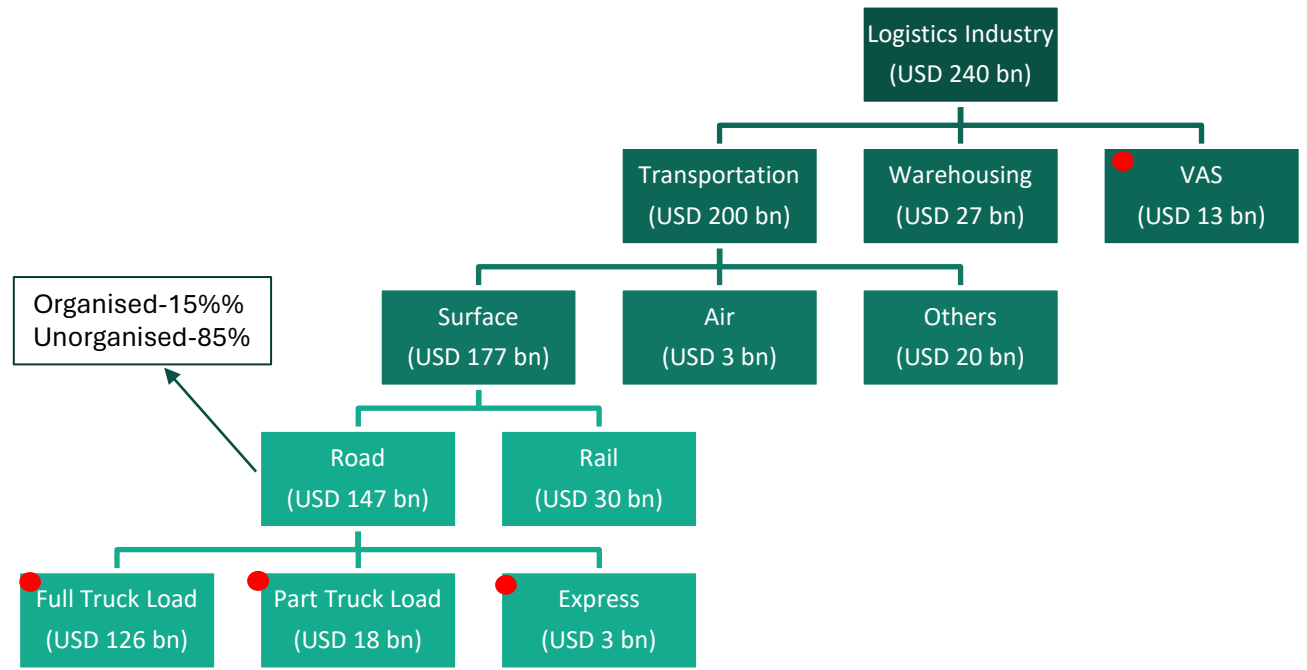 Logistics Industry
(USD 240 bn)
Transportation
(USD 200 bn)
Warehousing
(USD 27 bn)
VAS
(USD 13 bn)
Organised-15%%
Unorganised-85%
Surface
(USD 177 bn)
Air
(USD 3 bn)
Others
(USD 20 bn)
Road
(USD 147 bn)
Rail
(USD 30 bn)
Full Truck Load
(USD 126 bn)
Part Truck Load
(USD 18 bn)
Express
(USD 3 bn)